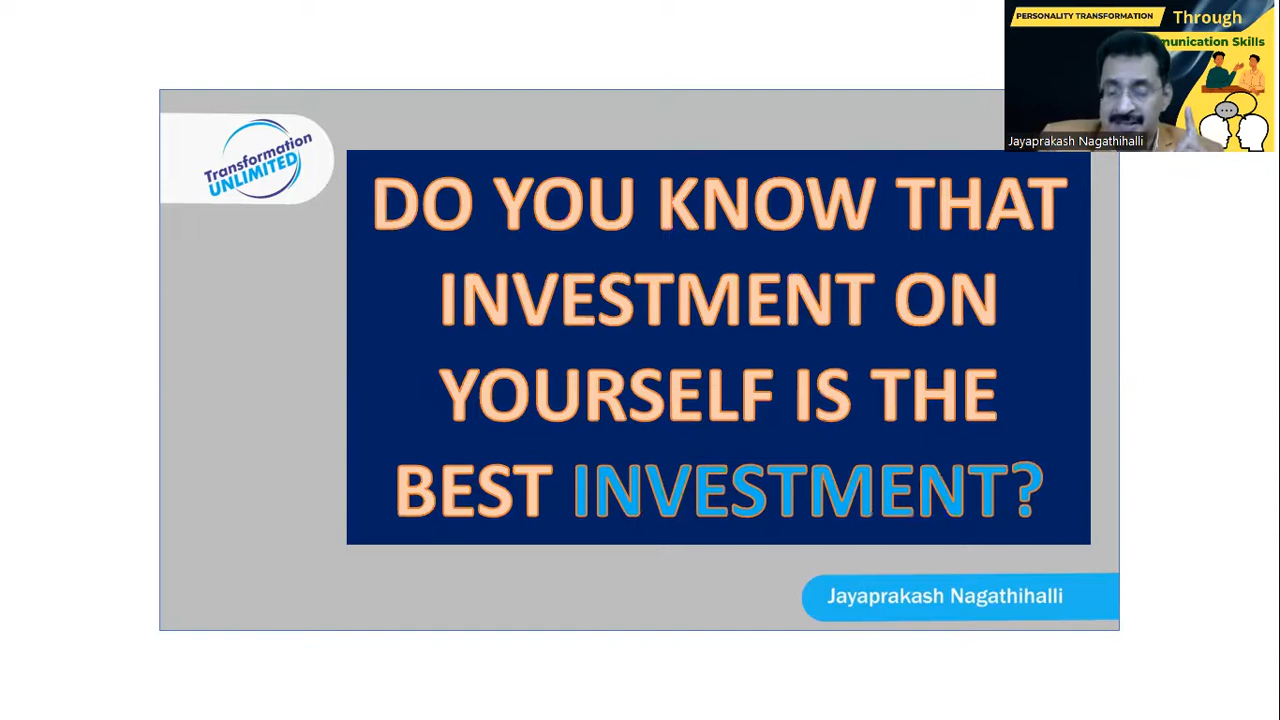 PERSONALITY TRANSFORMATION
Through
munication Skills
Jayaprakash Nagathihalli
Transformation
UNLIMITED
DO YOU KNOW THAT
INVESTMENT ON
YOURSELF IS THE
BEST INVESTMENT?
Jayaprakash Nagathihalli